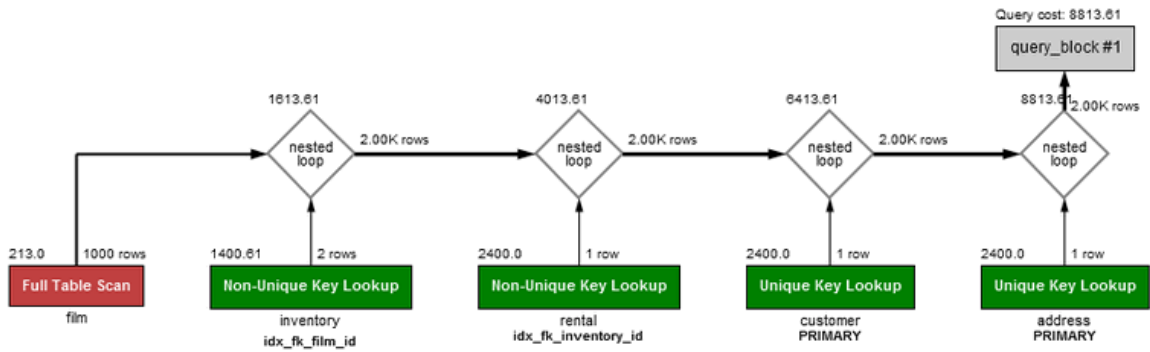 Query cost: 8813.61
query_block #1
1613.61
4013.61
6413.61
8813.61
2.00K rows
nested
loop
2.00K rows
nested
loop
2.00K rows
nested
loop
2.00K rows
nested
loop
213.0
1000 rows
1400.61
2 rows
2400.0
1 row
2400.0
1 row
2400.0
1 row
Full Table Scan
Non-Unique Key Lookup
Non-Unique Key Lookup
Unique Key Lookup
Unique Key Lookup
film
inventory
rental
customer
address
idx_fk_film_id
idx_fk_inventory_id
PRIMARY
PRIMARY